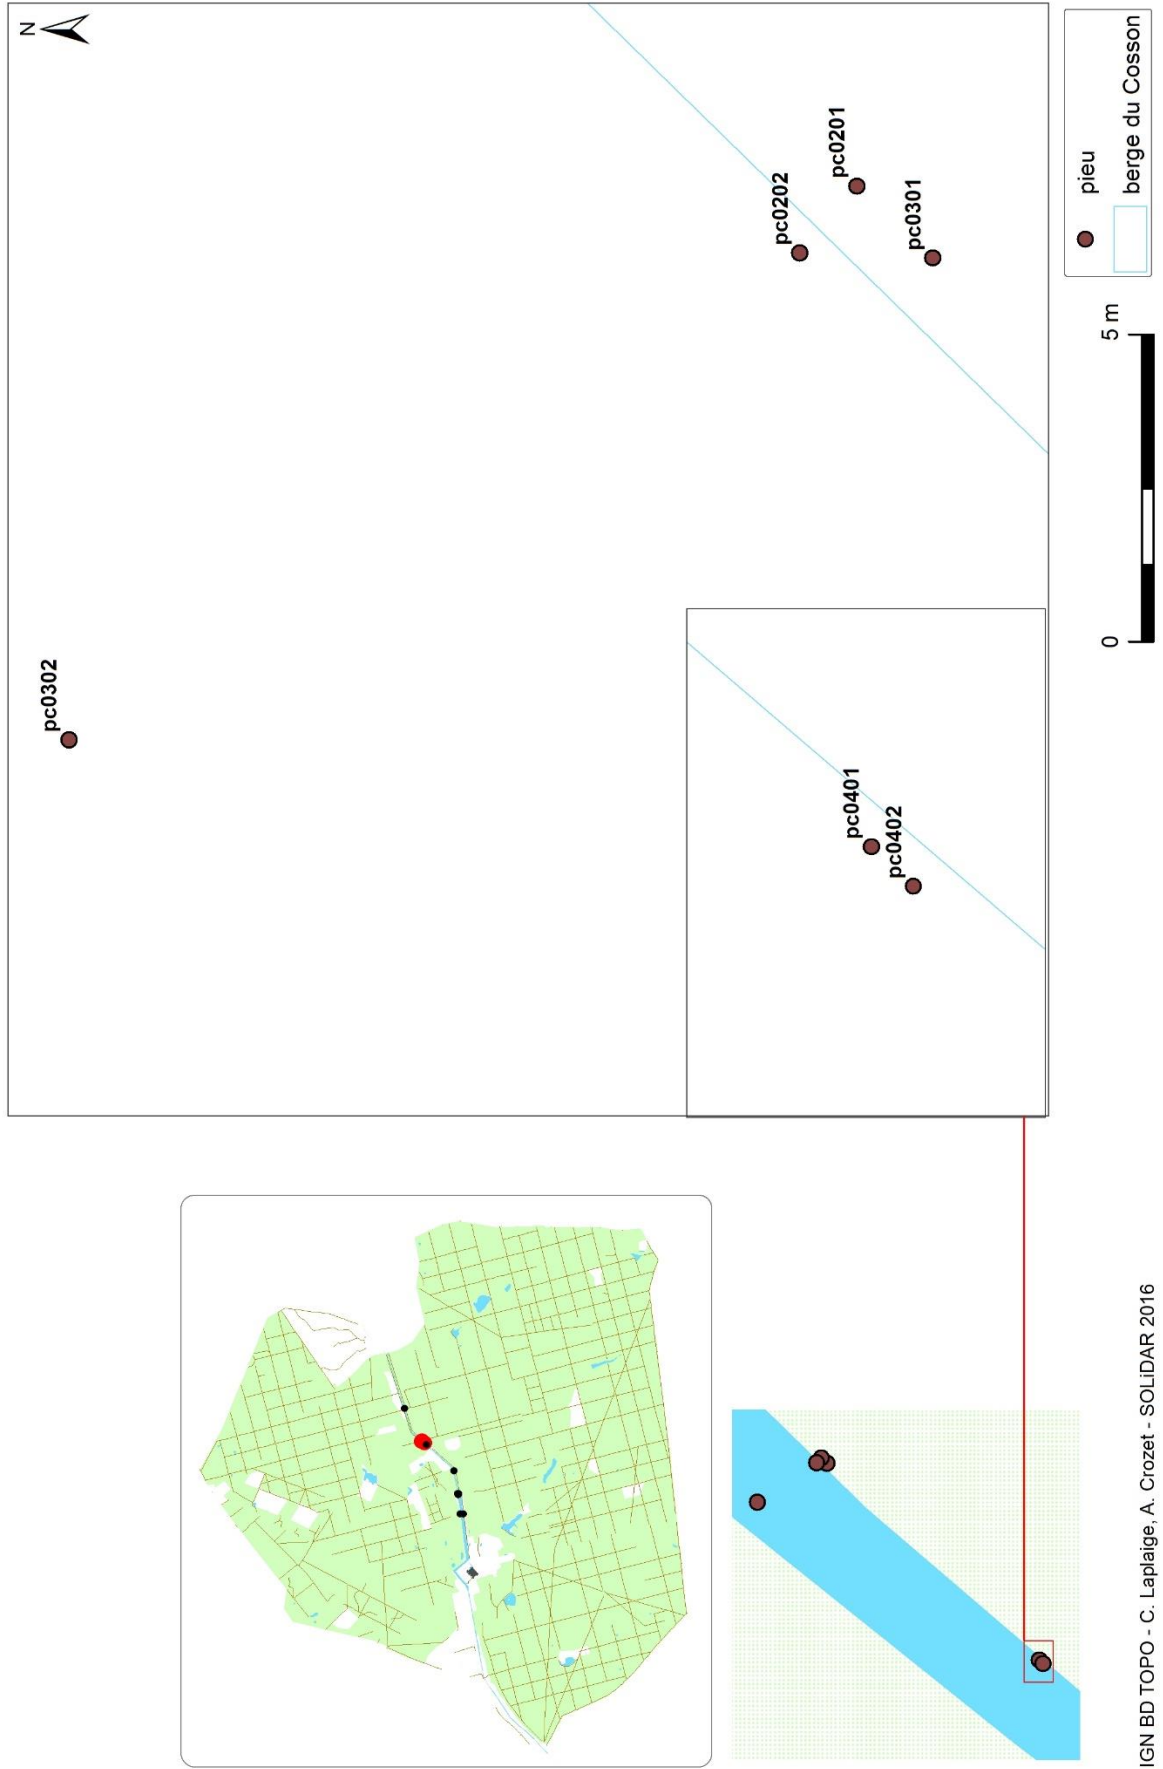 N
pc0302
pc0202
pc0201
pc0301
pc0401
pc0402
0
5 m
pieu
berge du Cosson
IGN BD TOPO - C. Laplaige, A. Crozet - SOLiDAR 2016